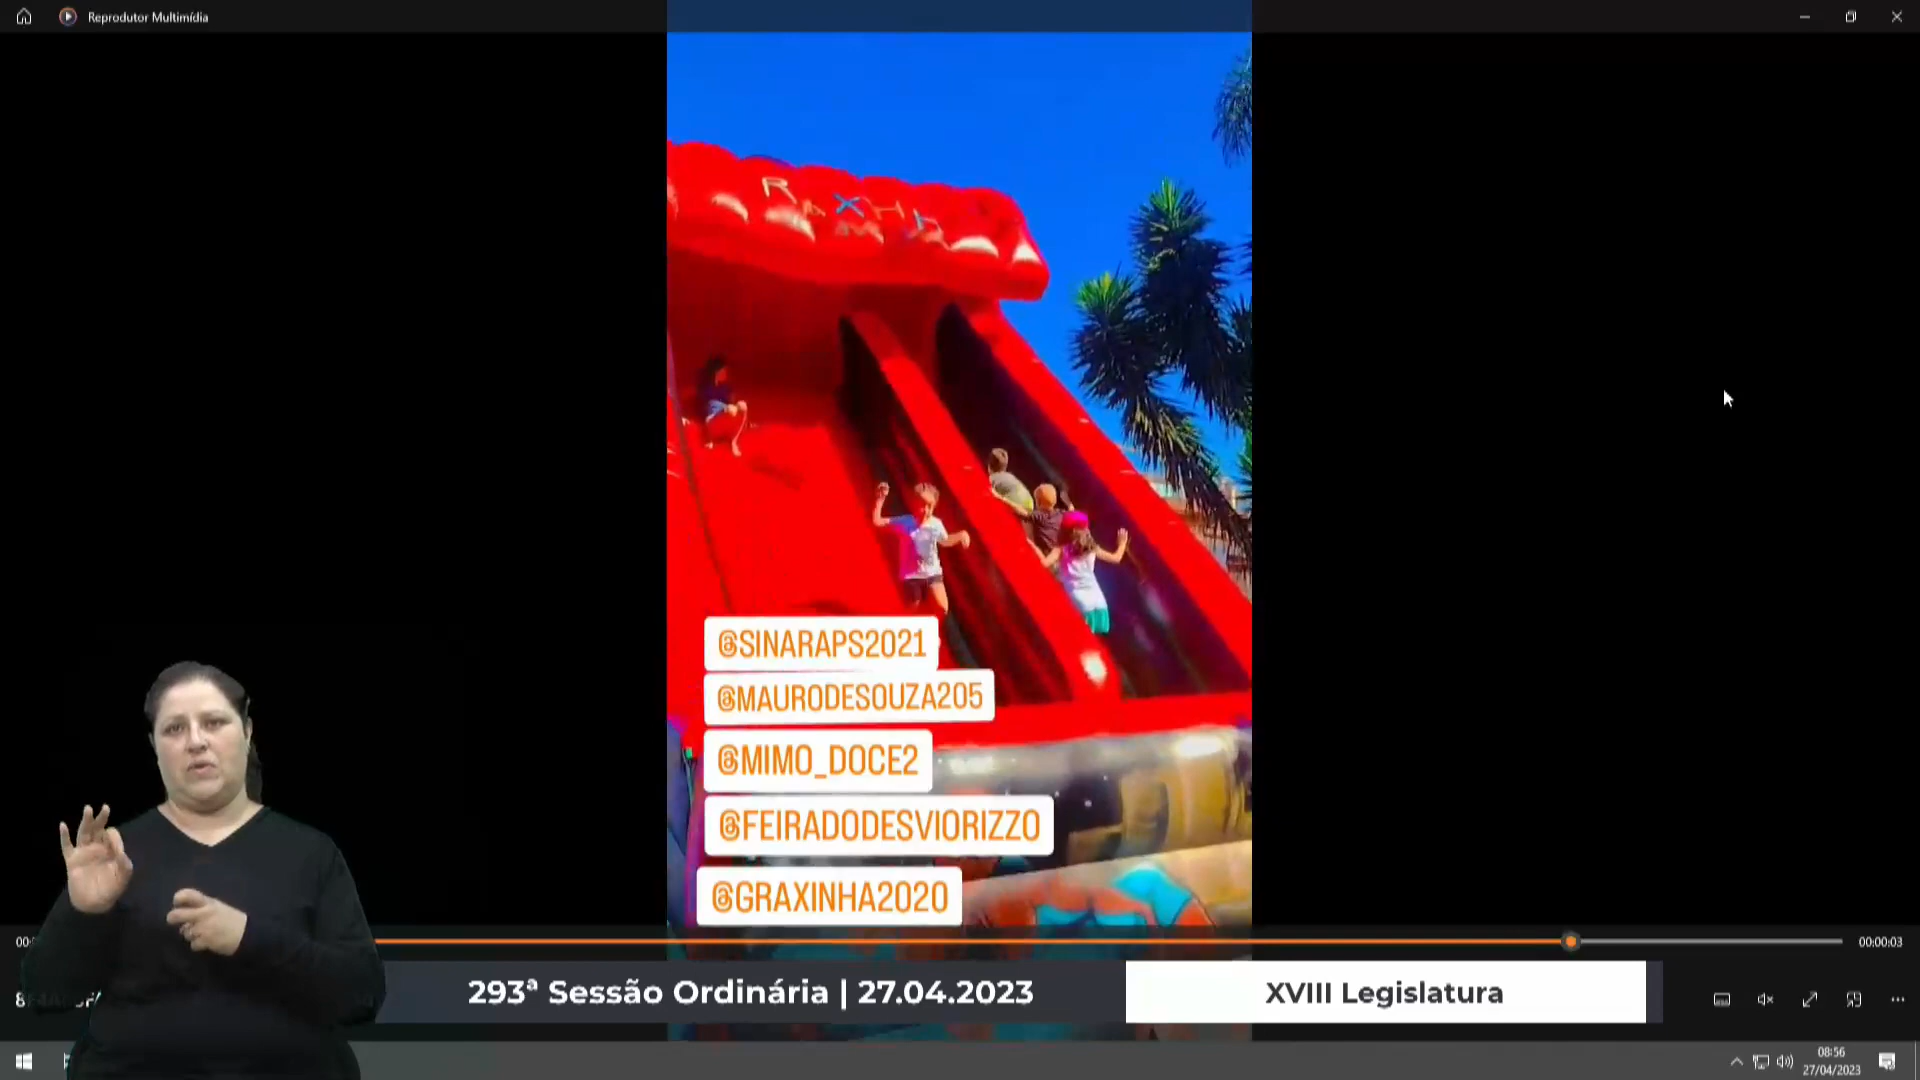 Reprodutor Multimídia
@SINARAPS2021
@MAURODESOUZA205
@MIMO_DOCE2
@FEIRADODESVIORIZZO
@GRAXINHA2020
00:00:03
293ª Sessão Ordinária | 27.04.2023
XVIII Legislatura
08:56
27/04/2023